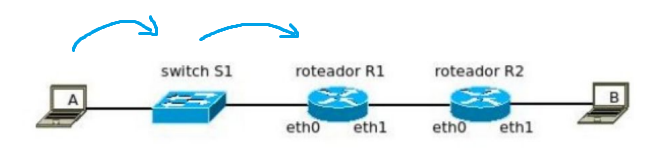 switch S1
roteador R1
roteador R2
A
B
eth0
eth1
eth0
eth1